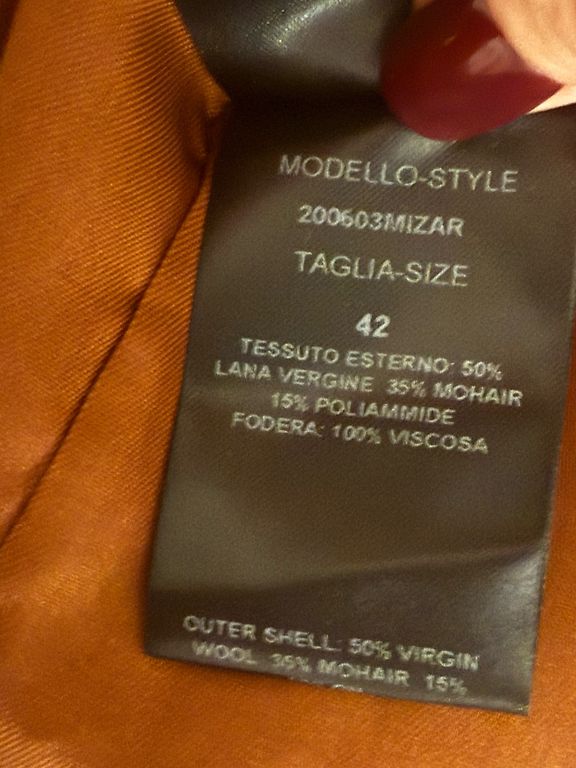 MODELLO-STYLE
200603MIZAR
TAGLIA-SIZE
42
TESSUTO ESTERNO: 50%
LANA VERGINE 35% MOHAIR
15% POLIAMMIDE
FODERA: 100% VISCOSA
OUTER SHELL: 50% VIRGIN
WOOL 35% MOHAIR 15%